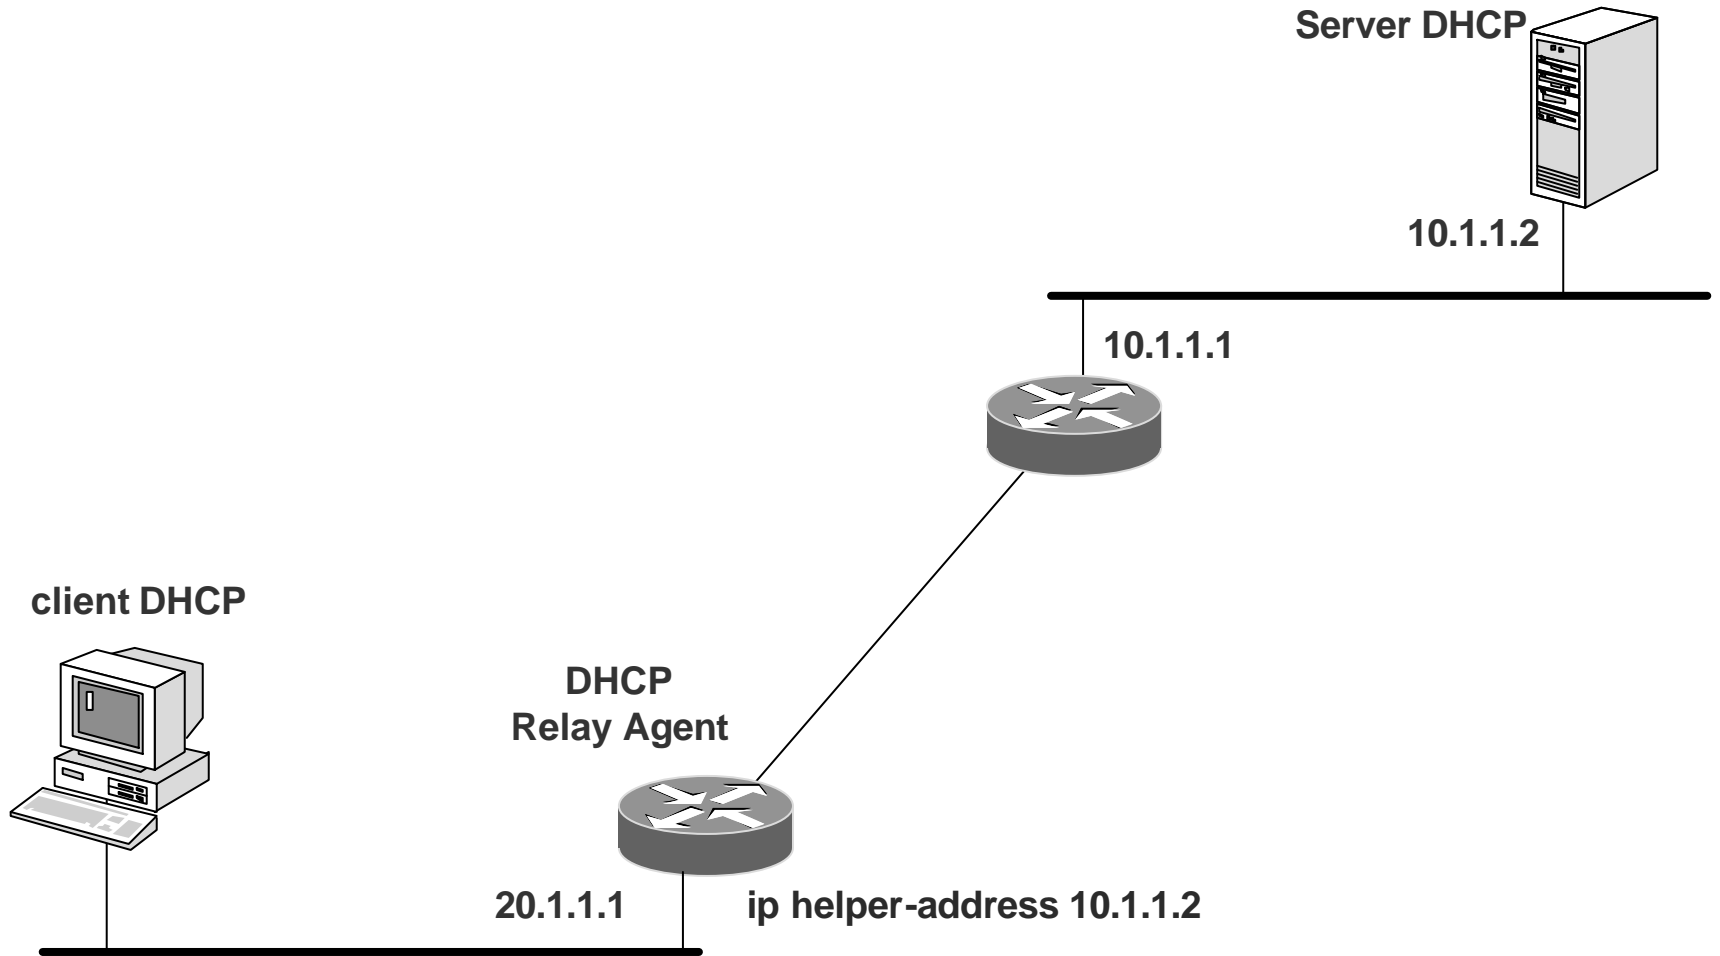 Server DHCP
10.1.1.2
10.1.1.1
client DHCP
DHCP
Relay Agent
20.1.1.1
ip helper-address 10.1.1.2